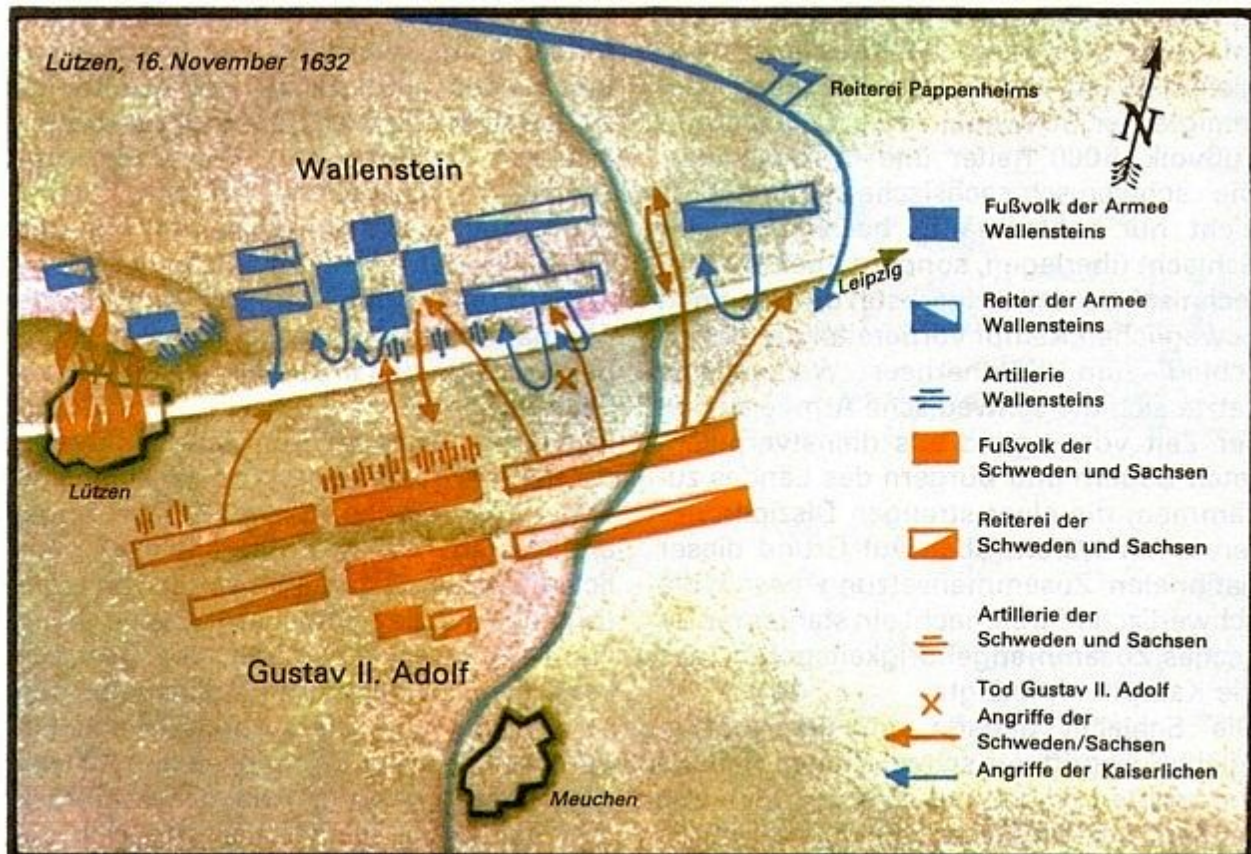 Lützen, 16. November 1632
Reiterei Pappenheims
N
Wallenstein
Leipzig
Lützen
Gustav II. Adolf
Meuchen
Fußvolk der Armee
Wallensteins
Reiter der Armee
Wallensteins
Artillerie
Wallensteins
Fußvolk der
Schweden und Sachsen
Reiterei der
Schweden und Sachsen
Artillerie der
Schweden und Sachsen
Tod Gustav II. Adolf
Angriffe der
Schweden/Sachsen
Angriffe der Kaiserlichen